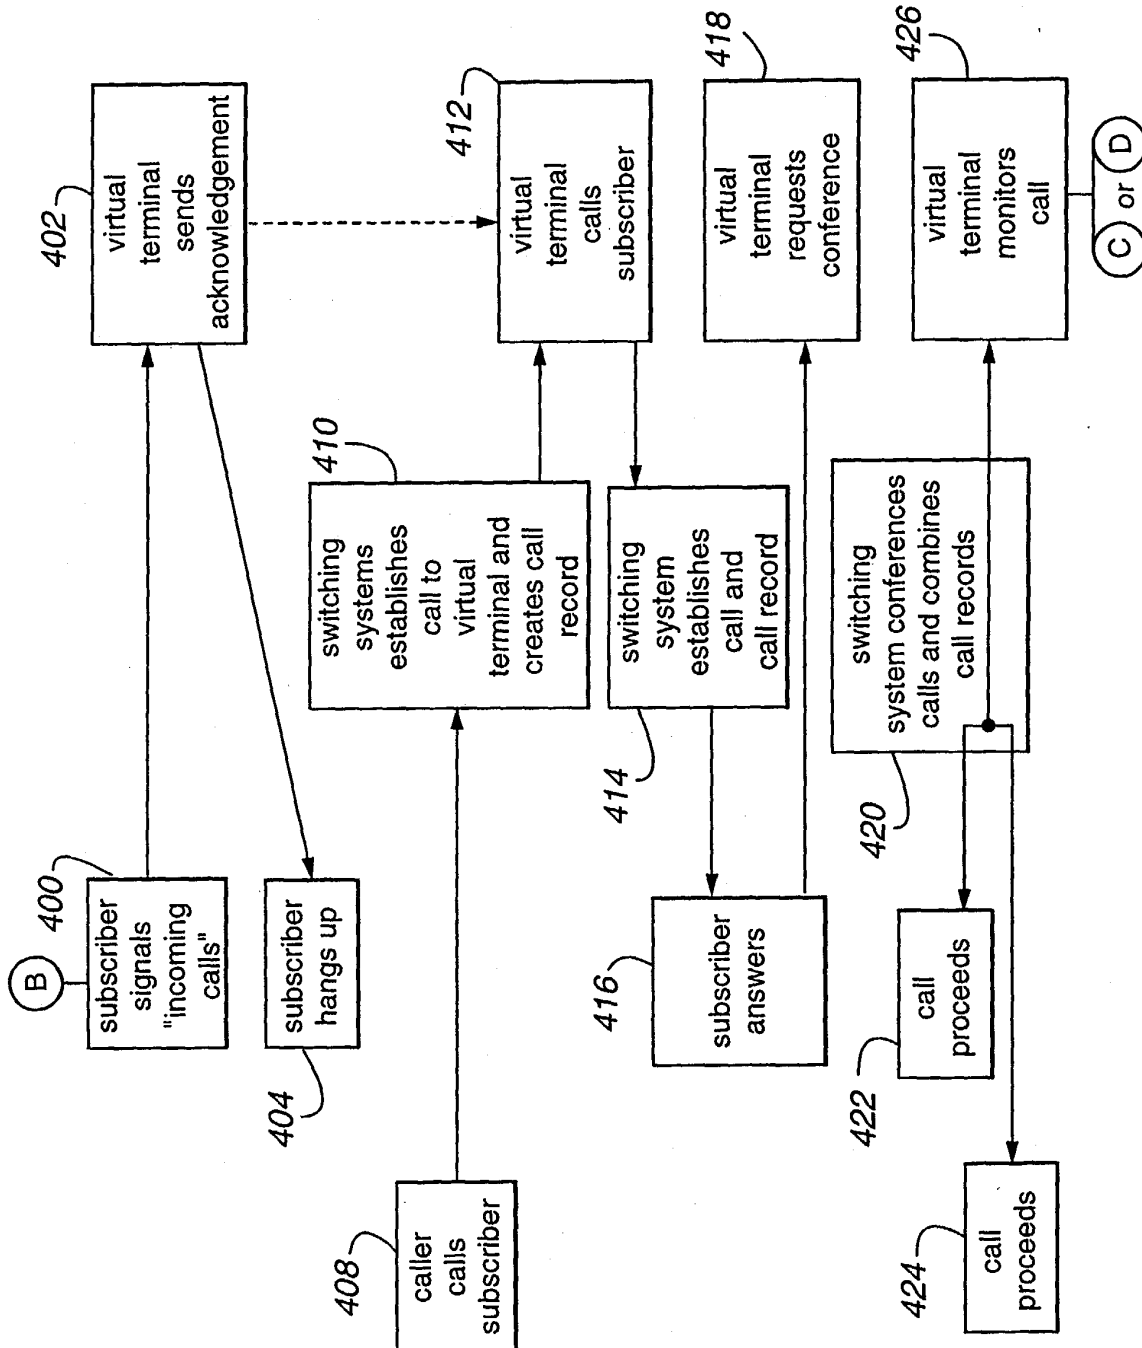 B
400
subscriber
signals
"incoming
calls"
402
virtual
terminal
sends
acknowledgement
404
subscriber
hangs up
408
caller
calls
subscriber
410
switching
systems
establishes
call to
virtual
terminal and
creates call
record
412
virtual
terminal
calls
subscriber
414
switching
system
establishes
call and
call record
416
subscriber
answers
418
virtual
terminal
requests
conference
420
switching
system conferences
calls and combines
call records
422
call
proceeds
424
call
proceeds
426
virtual
terminal
monitors
call
C or D